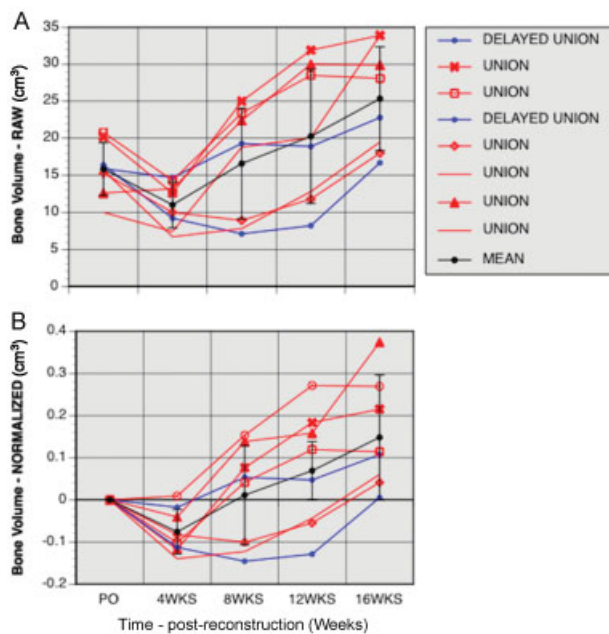 A
Bone Volume - RAW (cm³)
35
30
25
20
15
10
5
0
DELAYED UNION
UNION
UNION
DELAYED UNION
UNION
UNION
UNION
UNION
MEAN
B
Bone Volume - NORMALIZED (cm³)
0.4
0.3
0.2
0.1
0
-0.1
-0.2
PO 4WKS 8WKS 12WKS 16WKS
Time - post-reconstruction (Weeks)